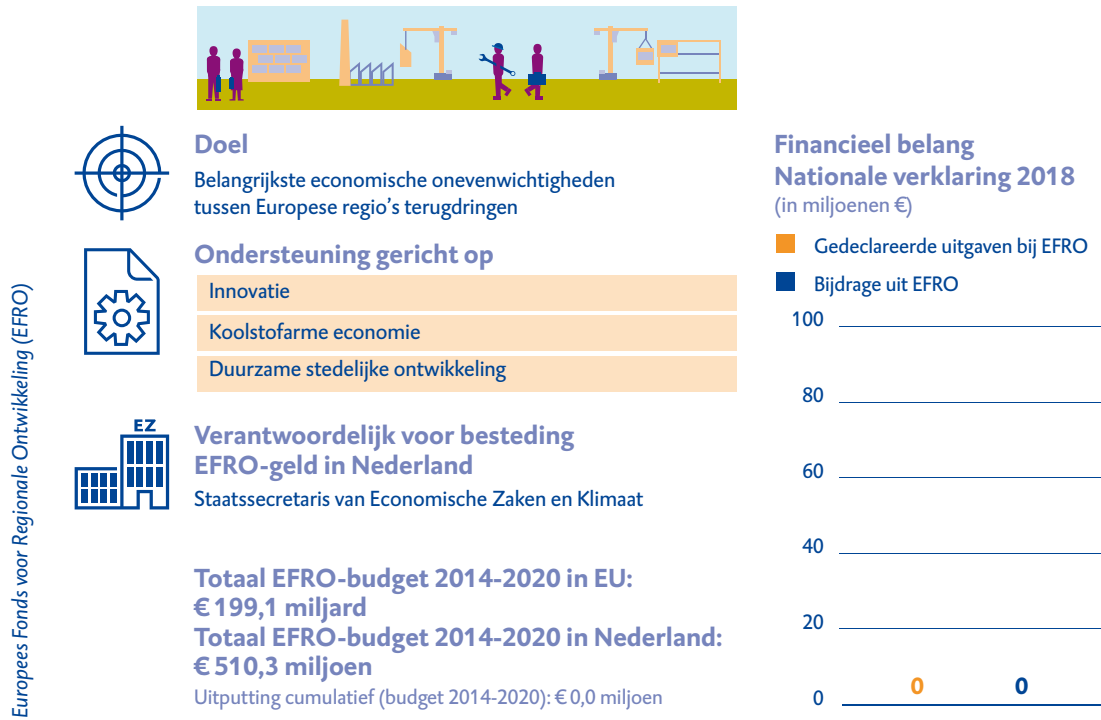 Europees Fonds voor Regionale Ontwikkeling (EFRO)
Doel
Belangrijkste economische onevenwichtigheden
tussen Europese regio's terugdringen
Ondersteuning gericht op
Innovatie
Koolstofarme economie
Duurzame stedelijke ontwikkeling
EZ
Verantwoordelijk voor besteding
EFRO-geld in Nederland
Staatssecretaris van Economische Zaken en Klimaat
Totaal EFRO-budget 2014-2020 in EU:
€ 199,1 miljard
Totaal EFRO-budget 2014-2020 in Nederland:
€ 510,3 miljoen
Uitputting cumulatief (budget 2014-2020): € 0,0 miljoen
Financieel belang
Nationale verklaring 2018
(in miljoenen €)
Gedeclareerde uitgaven bij EFRO
Bijdrage uit EFRO
100
80
60
40
20
0 0 0